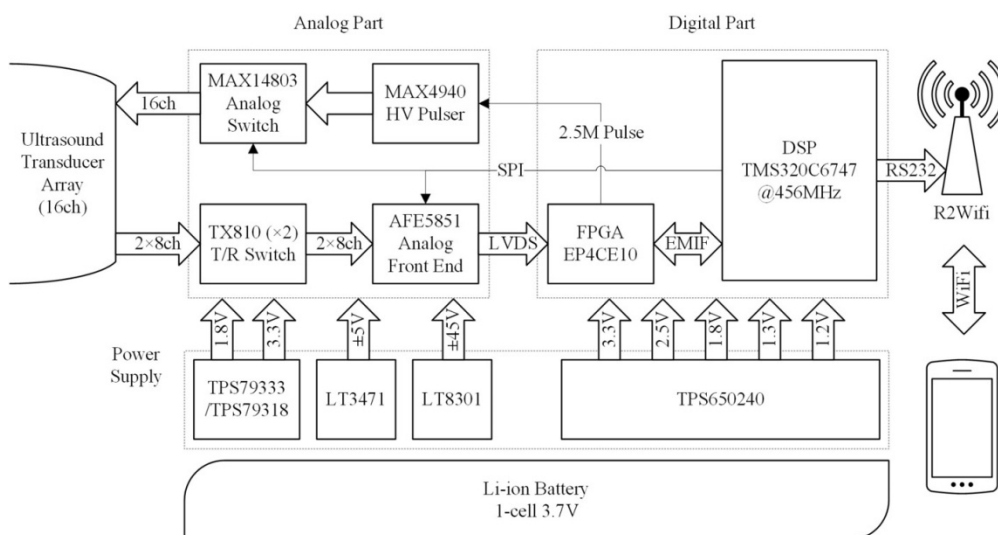 Analog Part
Digital Part
Ultrasound
Transducer
Array
(16ch)
16ch
MAX14803
Analog
Switch
MAX4940
HV Pulser
2.5M Pulse
SPI
DSP
TMS320C6747
@456MHz
RS232
R2Wifi
2×8ch
TX810 (×2)
T/R Switch
2×8ch
AFE5851
Analog
Front End
LVDS
FPGA
EP4CE10
EMIF
WiFi
Power
Supply
1.8V
3.3V
±5V
±45V
3.3V
2.5V
1.8V
1.3V
1.2V
TPS79333
/TPS79318
LT3471
LT8301
TPS650240
Li-ion Battery
1-cell 3.7V